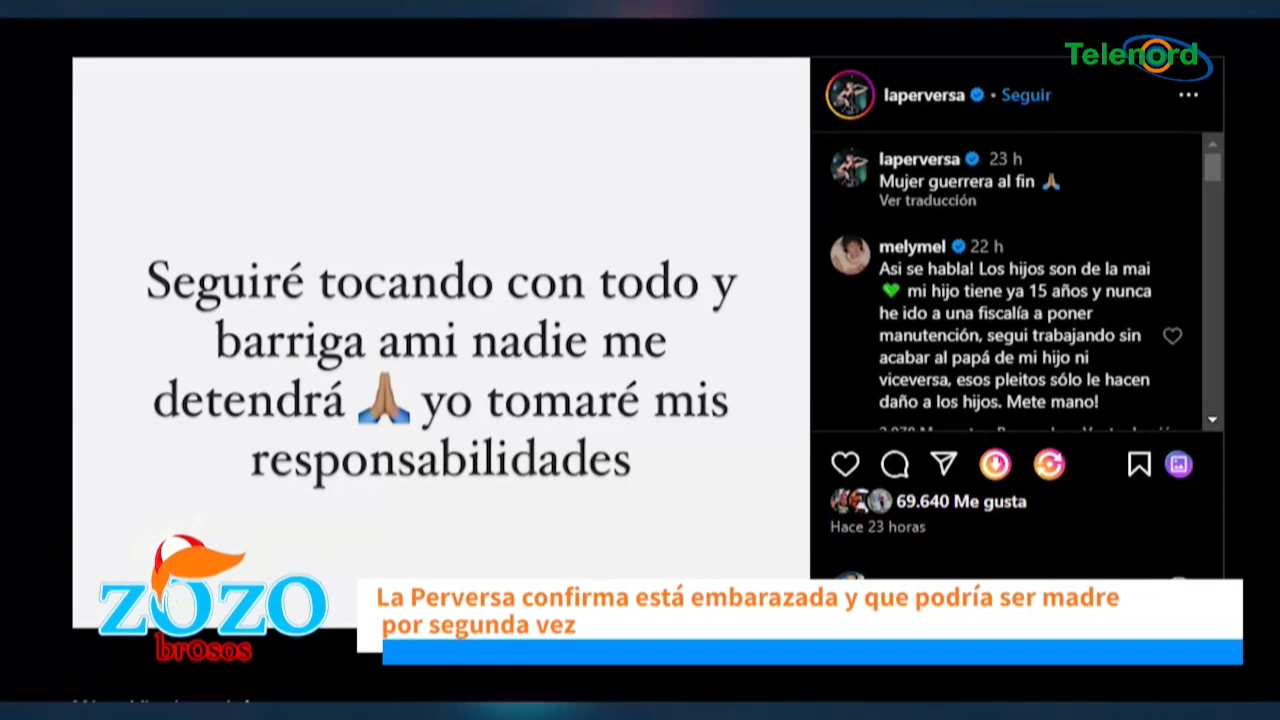 Telenord
laperversa • Seguir
laperversa 23 h
Mujer guerrera al fin 🙏🏽
Ver traducción
melymel 22 h
Asi se habla! Los hijos son de la mai
💚 mi hijo tiene ya 15 años y nunca
he ido a una fiscalía a poner
manutención, segui trabajando sin
acabar al papá de mi hijo ni
viceversa, esos pleitos sólo le hacen
daño a los hijos. Mete mano!
69.640 Me gusta
Hace 23 horas
Seguiré tocando con todo y
barriga ami nadie me
detendrá 🙏🏽 yo tomaré mis
responsabilidades
ZOZO
brosos
La Perversa confirma está embarazada y que podría ser madre
por segunda vez